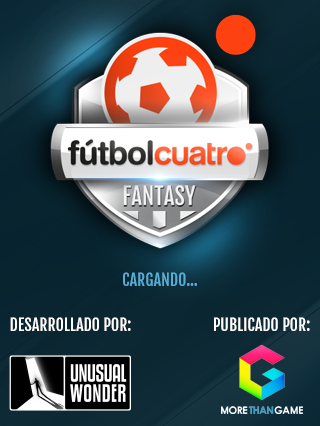 fútbolcuatro
FANTASY
CARGANDO...
DESARROLLADO POR:
PUBLICADO POR:
UNUSUAL
WONDER
MORETHANGAME